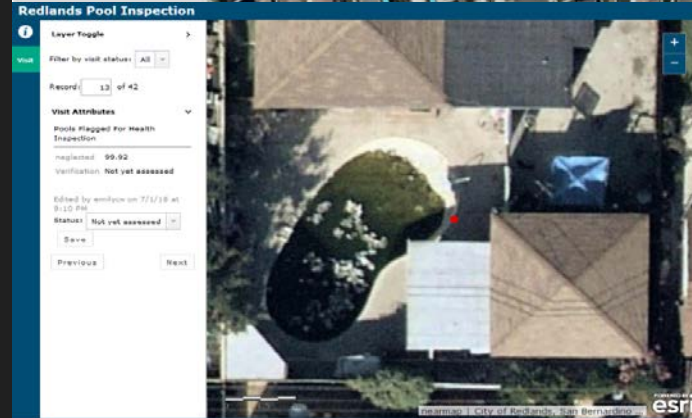 Redlands Pool Inspection
Layer Toggle
Visit
Filter by visit status: All
Record: 13 of 42
Visit Attributes
Pools Flagged For Health
Inspection
neglected 99.92
Verification Not yet assessed
on 7/1/18 at
9:10 PM
Status: Not yet assessed
Save
Previous Next
nearmap | City of Redlands, San Bernardino ...
POWERED BY
esri